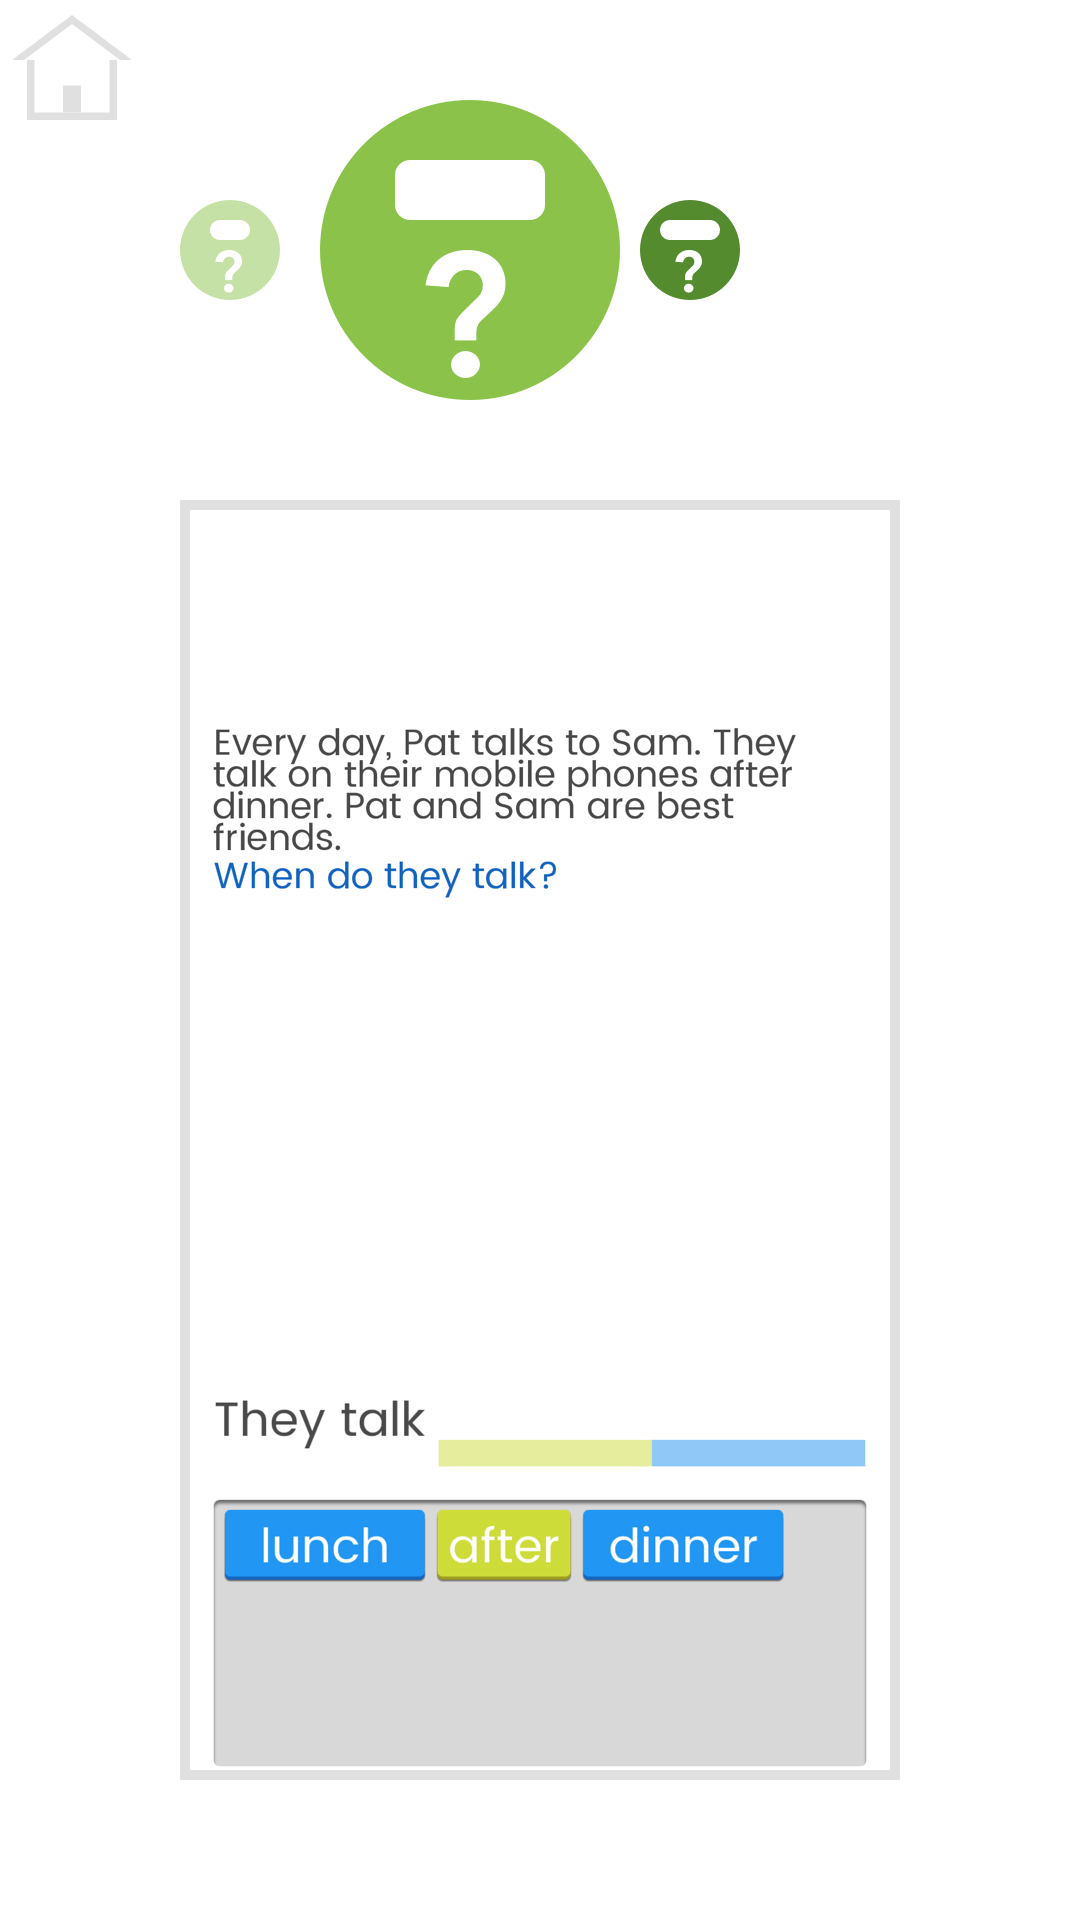 ?
?
?
Every day, Pat talks to Sam. They
talk on their mobile phones after
dinner. Pat and Sam are best
friends.
When do they talk?
They talk
lunch after dinner